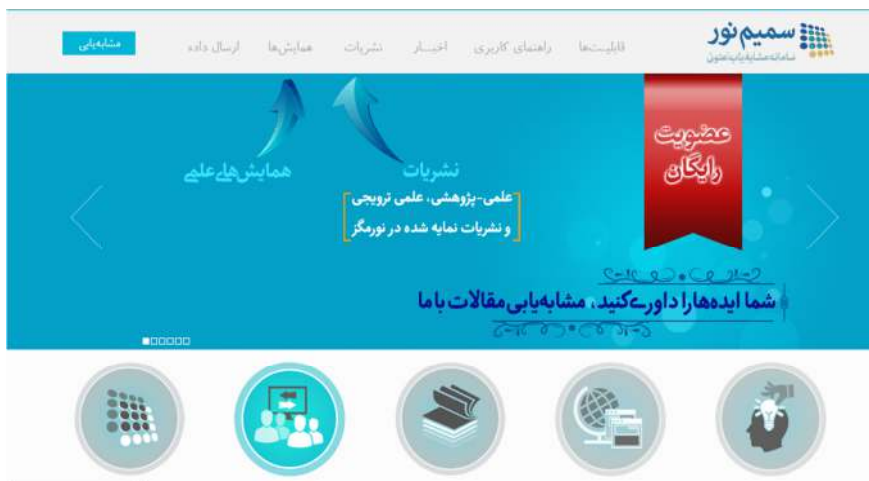 سمیم نور
سامانه مشابه‌یاب متون
قابلیت‌ها
راهنمای کاربری
اخبــار
نشریات
همایش‌ها
ارسال داده
مشابه‌یابی
عضویت
رایگان
نشریات
همایش‌های علمی
علمی-پژوهشی، علمی ترویجی
و نشریات نمایه شده در نورمگز
شما ایده‌ها را داوری کنید، مشابه‌یابی مقالات با ما